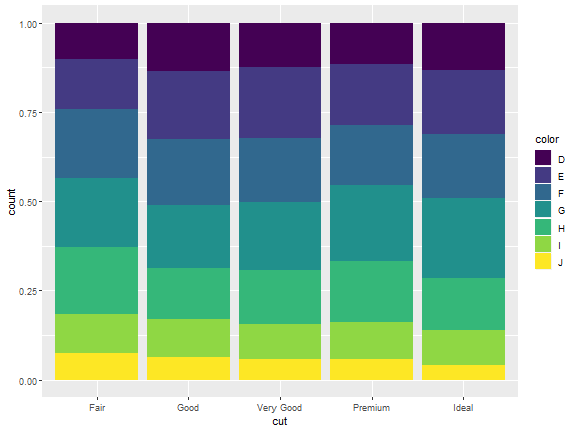 1.00
0.75
0.50
0.25
0.00
count
Fair Good Very Good Premium Ideal
cut
color
D
E
F
G
H
I
J